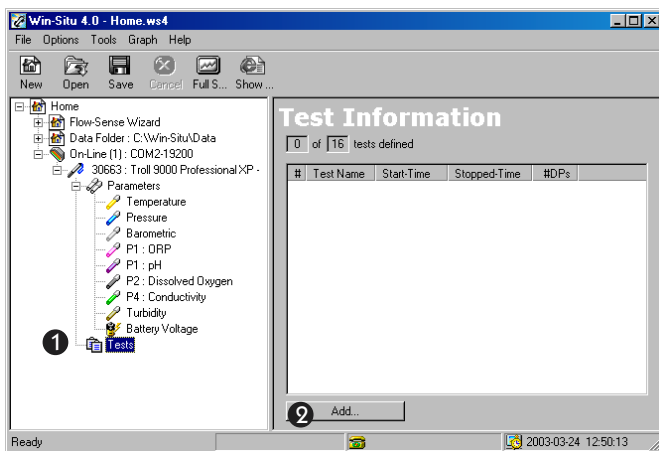 Win-Situ 4.0 - Home.ws4
File Options Tools Graph Help
New Open Save Cancel Full S... Show ...
Home
Flow-Sense Wizard
Data Folder : C:\Win-Situ\Data
On-Line (1) : COM2-19200
30663 : Troll 9000 Professional XP -
Parameters
Temperature
Pressure
Barometric
P1 : ORP
P1 : pH
P2 : Dissolved Oxygen
P4 : Conductivity
Turbidity
Battery Voltage
1 Tests
Test Information
0 of 16 tests defined
# Test Name Start-Time Stopped-Time #DPs
2 Add...
Ready 2003-03-24 12:50:13